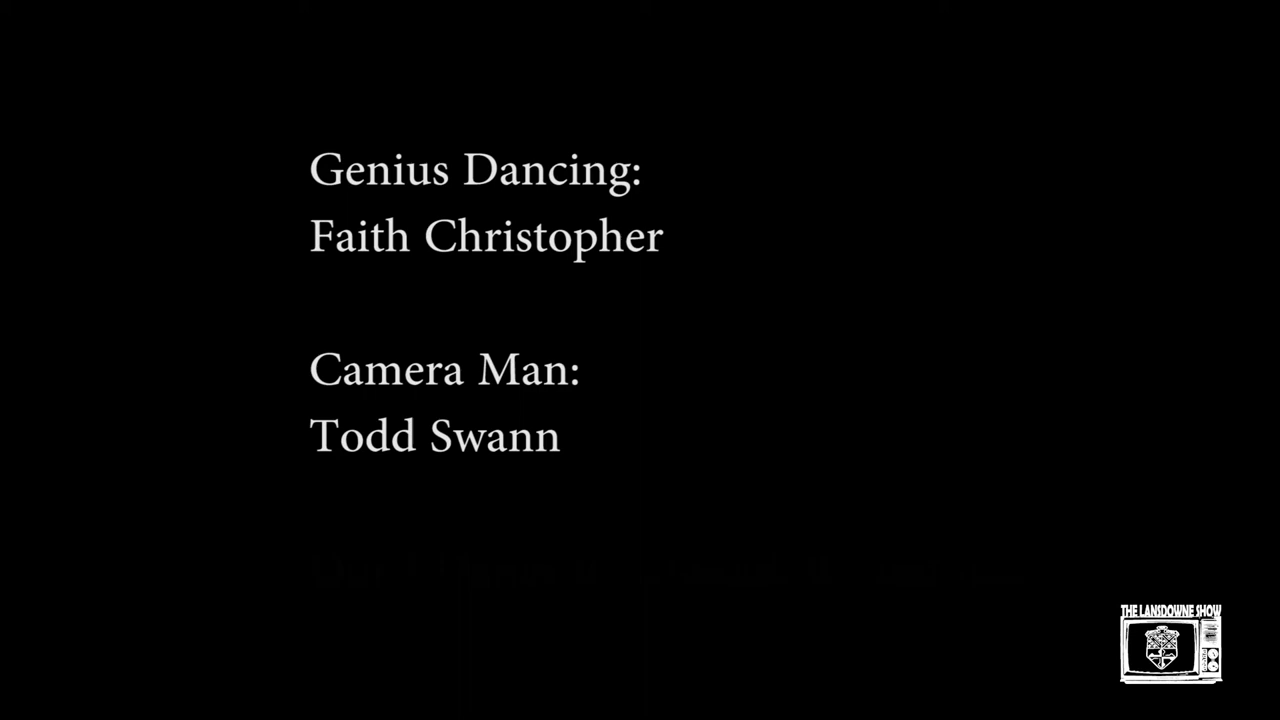 Genius Dancing:
Faith Christopher
Camera Man:
Todd Swann
THE LANSDOWNE SHOW